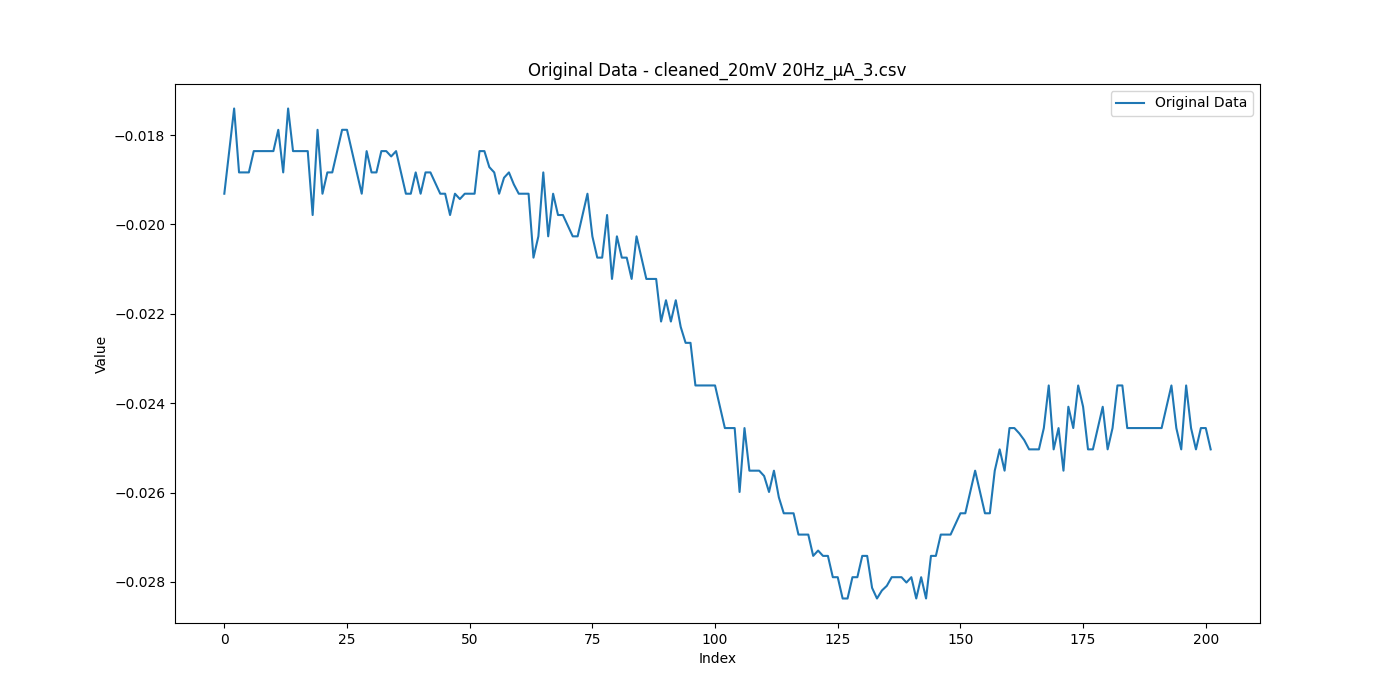 Original Data - cleaned_20mV 20Hz_µA_3.csv
Original Data
−0.018
−0.020
−0.022
−0.024
−0.026
−0.028
Value
0 25 50 75 100 125 150 175 200
Index